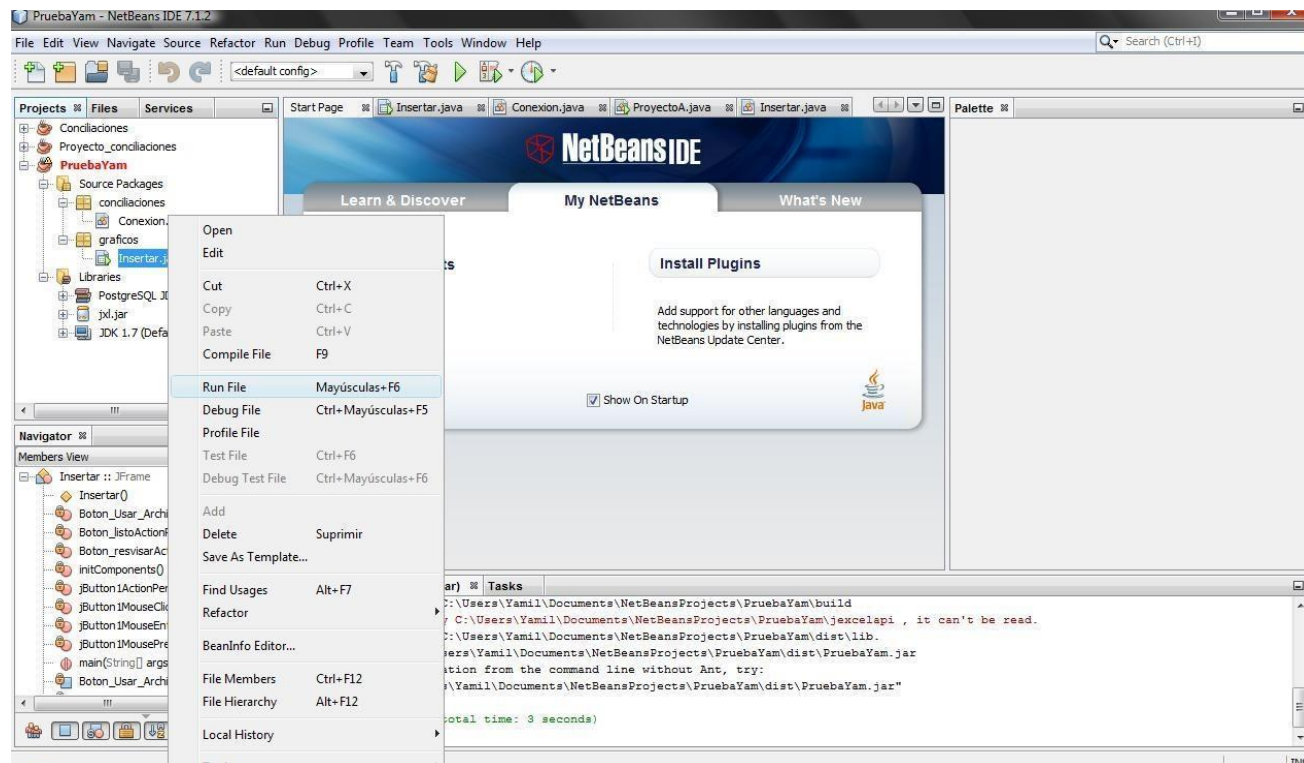 PruebaYam - NetBeans IDE 7.1.2
File Edit View Navigate Source Refactor Run Debug Profile Team Tools Window Help
Search (Ctrl+I)
<default config>
Projects Files Services
Start Page Insertar.java Conexion.java ProyectoA.java Insertar.java
Palette
Conciliaciones
Proyecto_conciliaciones
PruebaYam
Source Packages
conciliaciones
Conexion.
graficos
Insertar.j
Libraries
PostgreSQL JD
jxl.jar
JDK 1.7 (Defa
NetBeans IDE
Learn & Discover My NetBeans What's New
ts
Install Plugins
Add support for other languages and
technologies by installing plugins from the
NetBeans Update Center.
Show On Startup
Java
Open
Edit
Cut Ctrl+X
Copy Ctrl+C
Paste Ctrl+V
Compile File F9
Run File Mayúsculas+F6
Debug File Ctrl+Mayúsculas+F5
Profile File
Test File Ctrl+F6
Debug Test File Ctrl+Mayúsculas+F6
Add
Delete Suprimir
Save As Template...
Find Usages Alt+F7
Refactor
BeanInfo Editor...
File Members Ctrl+F12
File Hierarchy Alt+F12
Local History
Navigator
Members View
Insertar :: JFrame
Insertar()
Boton_Usar_Archi
Boton_listoActionP
Boton_resvisarAct
initComponents()
jButton1ActionPer
jButton1MouseClic
jButton1MouseEnt
jButton1MousePre
main(String[] args
Boton_Usar_Archi
ar) Tasks
C:\Users\Yamil\Documents\NetBeansProjects\PruebaYam\build
y C:\Users\Yamil\Documents\NetBeansProjects\PruebaYam\jexcelapi , it can't be read.
C:\Users\Yamil\Documents\NetBeansProjects\PruebaYam\dist\lib.
sers\Yamil\Documents\NetBeansProjects\PruebaYam\dist\PruebaYam.jar
ation from the command line without Ant, try:
\Yamil\Documents\NetBeansProjects\PruebaYam\dist\PruebaYam.jar"
total time: 3 seconds)